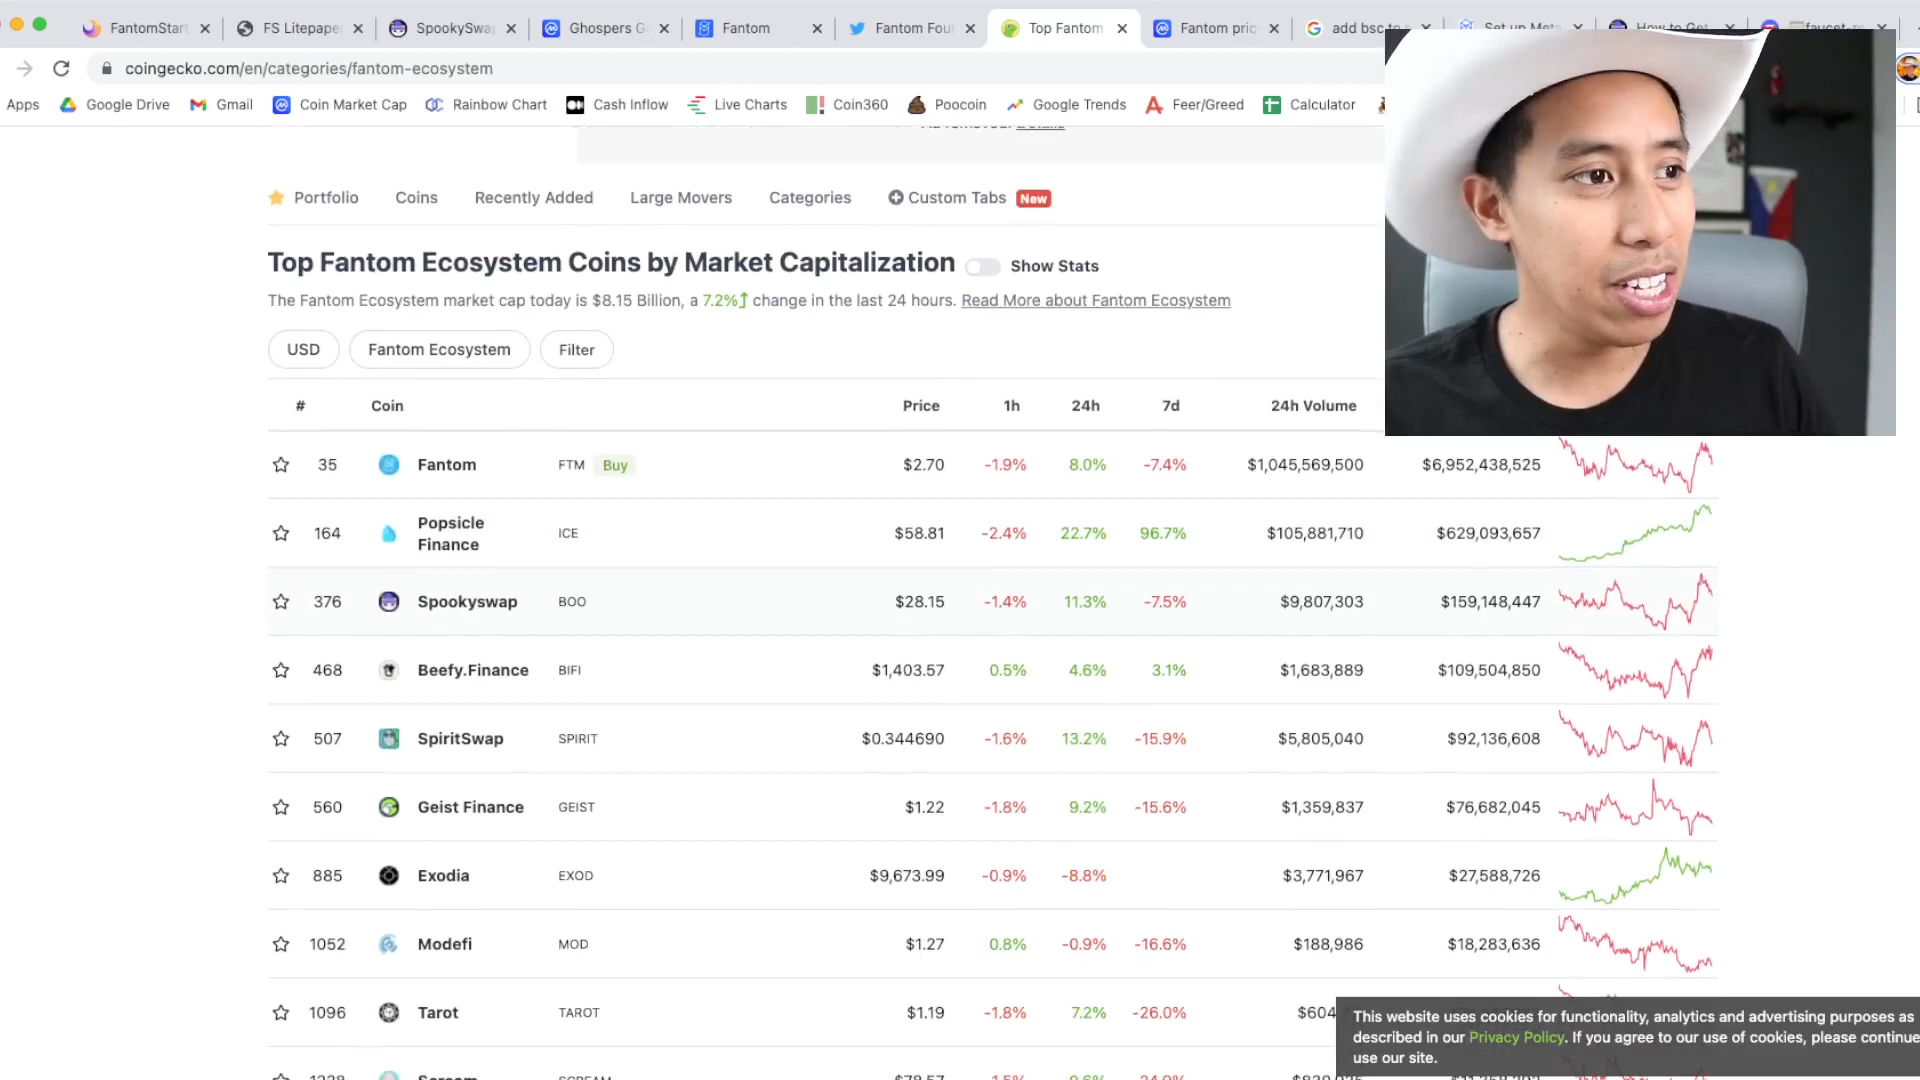 FantomStart
FS Litepaper
SpookySwap
Ghospers Ga
Fantom
Fantom Four
Top Fantom
Fantom pric
add bsc to
Set up Meta
How to Get
coingecko.com/en/categories/fantom-ecosystem
Apps Google Drive Gmail Coin Market Cap Rainbow Chart Cash Inflow Live Charts Coin360 Poocoin Google Trends Feer/Greed Calculator
Portfolio Coins Recently Added Large Movers Categories Custom Tabs New
Top Fantom Ecosystem Coins by Market Capitalization Show Stats
The Fantom Ecosystem market cap today is $8.15 Billion, a 7.2% change in the last 24 hours. Read More about Fantom Ecosystem
USD Fantom Ecosystem Filter
# Coin Price 1h 24h 7d 24h Volume
35 Fantom FTM Buy $2.70 -1.9% 8.0% -7.4% $1,045,569,500 $6,952,438,525
164 Popsicle Finance ICE $58.81 -2.4% 22.7% 96.7% $105,881,710 $629,093,657
376 Spookyswap BOO $28.15 -1.4% 11.3% -7.5% $9,807,303 $159,148,447
468 Beefy.Finance BIFI $1,403.57 0.5% 4.6% 3.1% $1,683,889 $109,504,850
507 SpiritSwap SPIRIT $0.344690 -1.6% 13.2% -15.9% $5,805,040 $92,136,608
560 Geist Finance GEIST $1.22 -1.8% 9.2% -15.6% $1,359,837 $76,682,045
885 Exodia EXOD $9,673.99 -0.9% -8.8% $3,771,967 $27,588,726
1052 Modefi MOD $1.27 0.8% -0.9% -16.6% $188,986 $18,283,636
1096 Tarot TAROT $1.19 -1.8% 7.2% -26.0% $604,
This website uses cookies for functionality, analytics and advertising purposes as
described in our Privacy Policy. If you agree to our use of cookies, please continue
use our site.